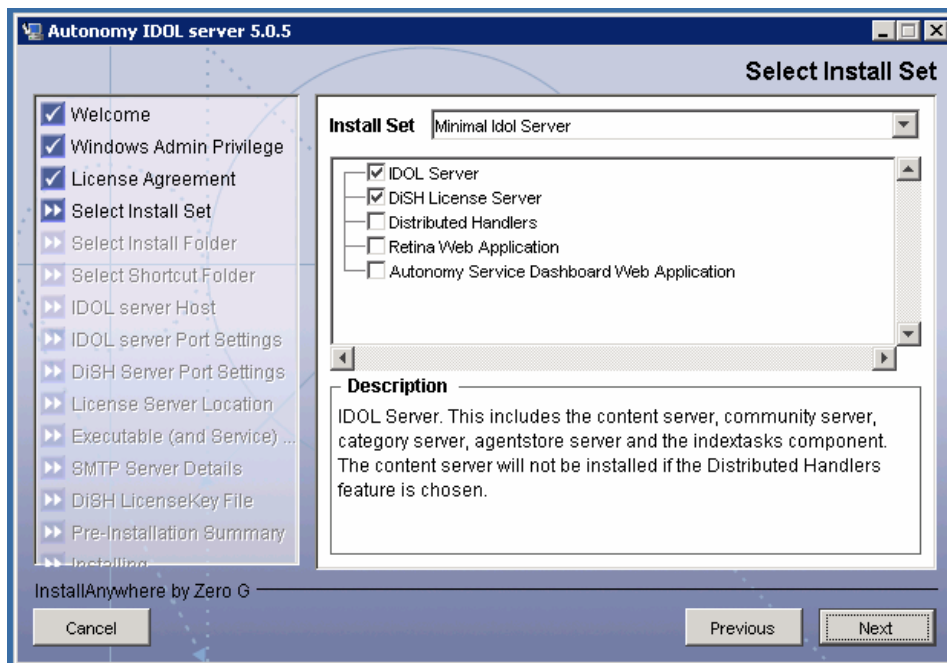 Autonomy IDOL server 5.0.5
Select Install Set
Welcome
Windows Admin Privilege
License Agreement
Select Install Set
Select Install Folder
Select Shortcut Folder
IDOL server Host
IDOL server Port Settings
DiSH Server Port Settings
License Server Location
Executable (and Service) ...
SMTP Server Details
DiSH LicenseKey File
Pre-Installation Summary
Installing
Install Set Minimal Idol Server
IDOL Server
DiSH License Server
Distributed Handlers
Retina Web Application
Autonomy Service Dashboard Web Application
Description
IDOL Server. This includes the content server, community server,
category server, agentstore server and the indextasks component.
The content server will not be installed if the Distributed Handlers
feature is chosen.
InstallAnywhere by Zero G
Cancel
Previous
Next